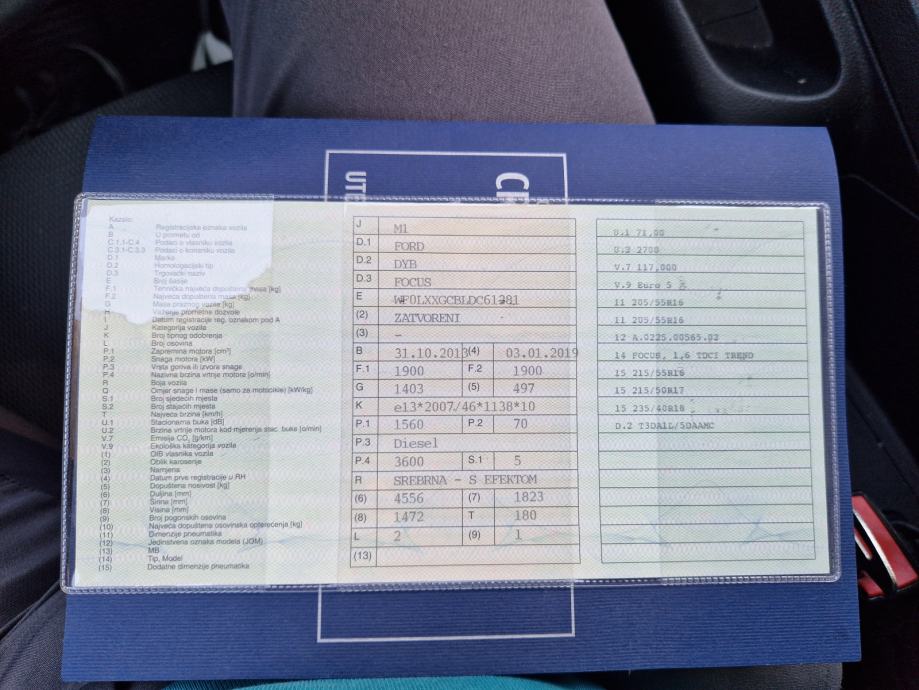 UT
CI
Kazalo:
A Registracijska oznaka vozila
B U prometu od
C.1.1-C.4 Podaci o vlasniku vozila
C.3.1-C.3.3 Podaci o korisniku vozila
D.1 Marka
D.2 Homologacijski tip
D.3 Trgovački naziv
E Broj šasije
F.1 Tehnička najveća dopuštena masa [kg]
F.2 Najveća dopuštena masa [kg]
G Masa praznog vozila [kg]
H Važenje prometne dozvole
I Datum registracije reg. oznakom pod A
J Kategorija vozila
K Broj tipnog odobrenja
L Broj osovina
P.1 Zapremina motora [cm³]
P.2 Snaga motora [kW]
P.3 Vrsta goriva ili izvora snage
P.4 Nazivna brzina vrtnje motora [o/min]
R Boja vozila
Q Omjer snage i mase (samo za motocikle) [kW/kg]
S.1 Broj sjedećih mjesta
S.2 Broj stajaćih mjesta
T Najveća brzina [km/h]
U.1 Stacionarna buka [dB]
U.2 Brzina vrtnje motora kod mjerenja stac. buke [o/min]
V.7 Emisija CO₂ [g/km]
V.9 Ekološka kategorija vozila
(1) OIB vlasnika vozila
(2) Oblik karoserije
(3) Namjena
(4) Datum prve registracije u RH
(5) Dopuštena nosivost [kg]
(6) Duljina [mm]
(7) Širina [mm]
(8) Visina [mm]
(9) Broj pogonskih osovina
(10) Najveća dopuštena osovinska opterećenja [kg]
(11) Dimenzije pneumatika
(12) Jedinstvena oznaka modela (JOM)
(13) MB
(14) Tip, Model
(15) Dodatne dimenzije pneumatika
J M1
D.1 FORD
D.2 DYB
D.3 FOCUS
E WF0LXXGCBLDC61381
(2) ZATVORENI
(3) -
B 31.10.2013 (4) 03.01.2019
F.1 1900 F.2 1900
G 1403 (5) 497
K e13*2007/46*1138*10
P.1 1560 P.2 70
P.3 Diesel
P.4 3600 S.1 5
R SREBRNA - S EFEKTOM
(6) 4556 (7) 1823
(8) 1472 T 180
L 2 (9) 1
(13)
U.1 71,00
U.2 2700
V.7 117,000
V.9 Euro 5
11 205/55R16
11 205/55R16
12 A.0225.00565.02
14 FOCUS, 1,6 TDCI TREND
15 215/55R16
15 215/50R17
15 235/40R18
D.2 T3DA1L/5DAAMC